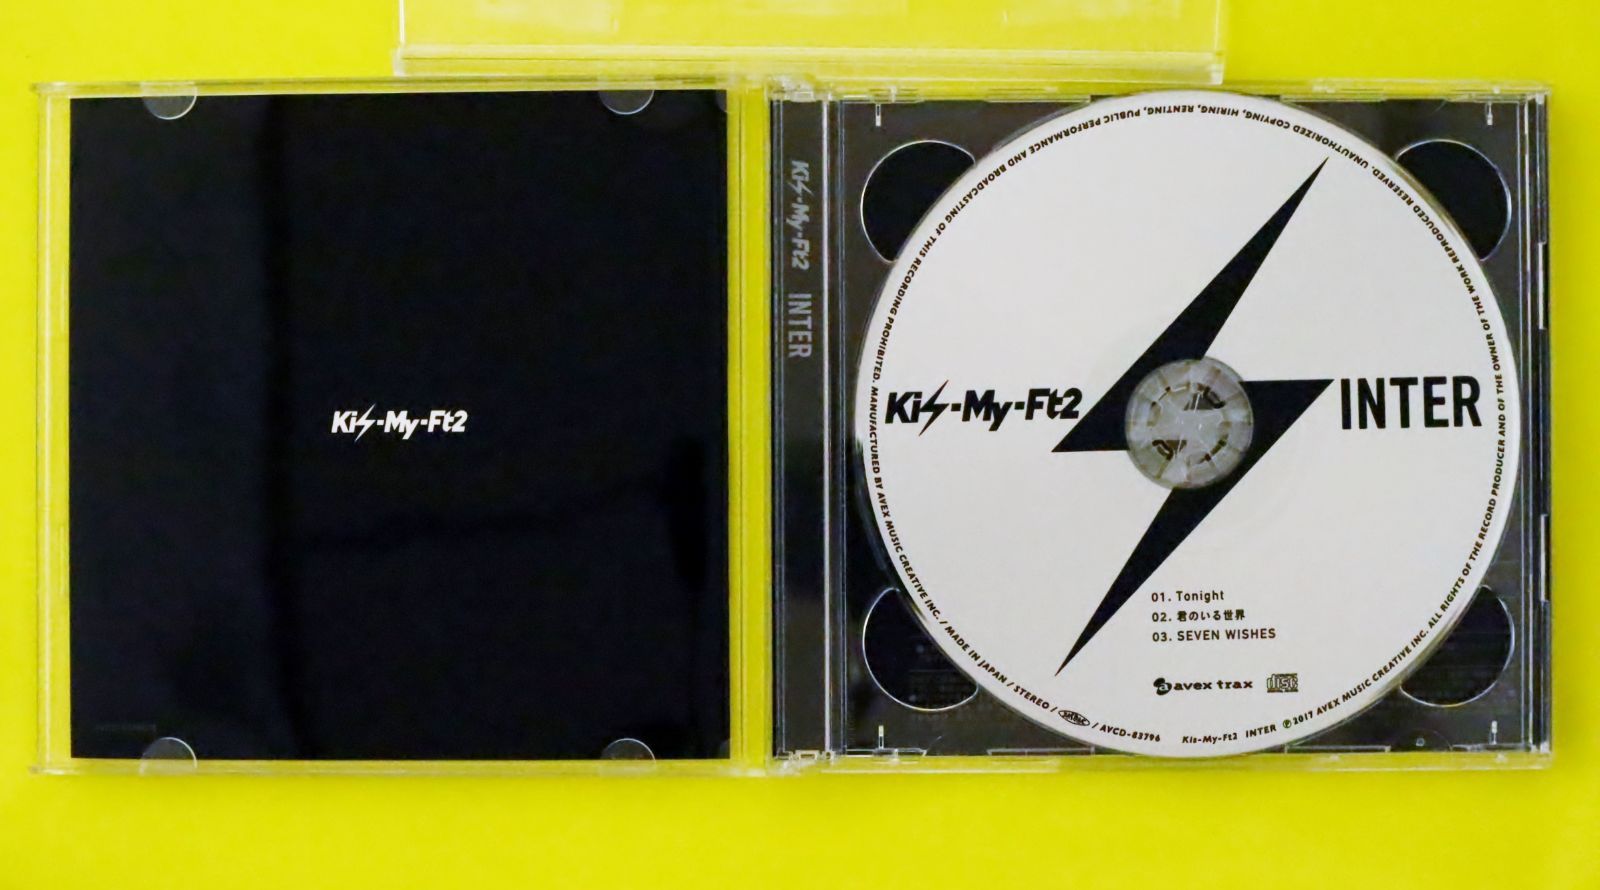 Kis-My-Ft2
Kis-My-Ft2 INTER
UNAUTHORIZED COPYING, HIRING, RENTING, PUBLIC PERFORMANCE AND BROADCASTING OF THIS RECORDING PROHIBITED. MANUFACTURED BY AVEX MUSIC CREATIVE INC. / MADE IN JAPAN / STEREO / JASRAC / AVCD-83796 Kis-My-Ft2 INTER ℗2017 AVEX MUSIC CREATIVE INC. ALL RIGHTS OF THE RECORD PRODUCER AND OF THE OWNER OF THE WORK REPRODUCED RESERVED.
Kis-My-Ft2 INTER
01. Tonight
02. 君のいる世界
03. SEVEN WISHES
avex trax